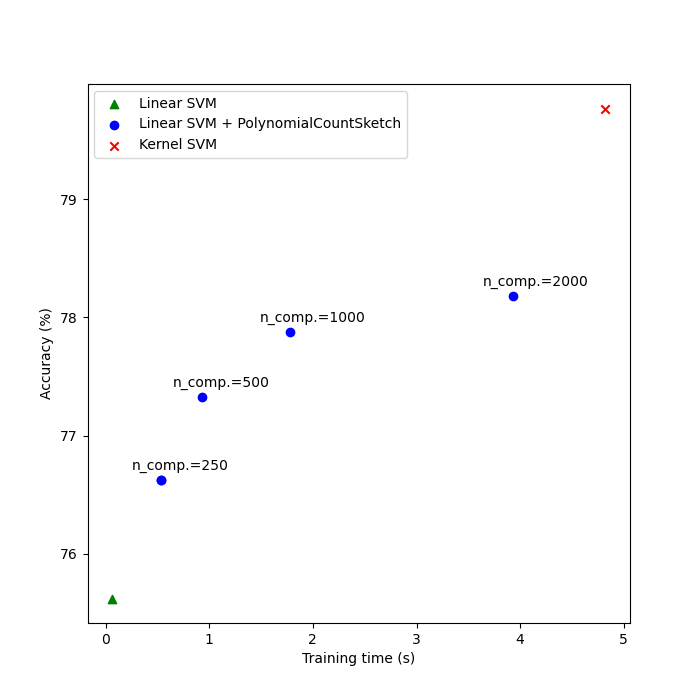 Linear SVM
Linear SVM + PolynomialCountSketch
Kernel SVM
79
n_comp.=2000
78
n_comp.=1000
n_comp.=500
77
n_comp.=250
76
Accuracy (%)
0 1 2 3 4 5
Training time (s)